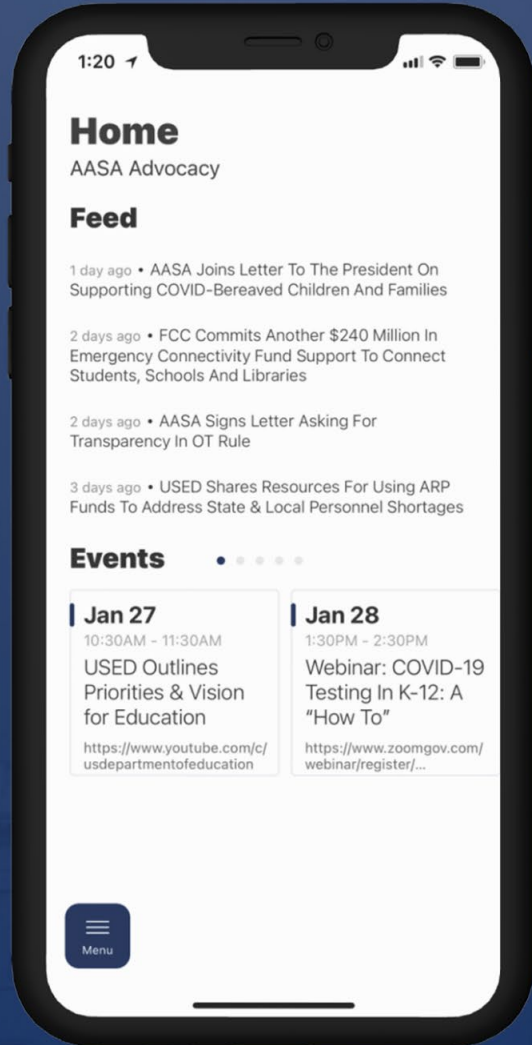 1:20
Home
AASA Advocacy
Feed
1 day ago • AASA Joins Letter To The President On
Supporting COVID-Bereaved Children And Families
2 days ago • FCC Commits Another $240 Million In
Emergency Connectivity Fund Support To Connect
Students, Schools And Libraries
2 days ago • AASA Signs Letter Asking For
Transparency In OT Rule
3 days ago • USED Shares Resources For Using ARP
Funds To Address State & Local Personnel Shortages
Events
Jan 27
10:30AM - 11:30AM
USED Outlines
Priorities & Vision
for Education
https://www.youtube.com/c/
usdepartmentofeducation
Jan 28
1:30PM - 2:30PM
Webinar: COVID-19
Testing In K-12: A
“How To”
https://www.zoomgov.com/
webinar/register/...
Menu